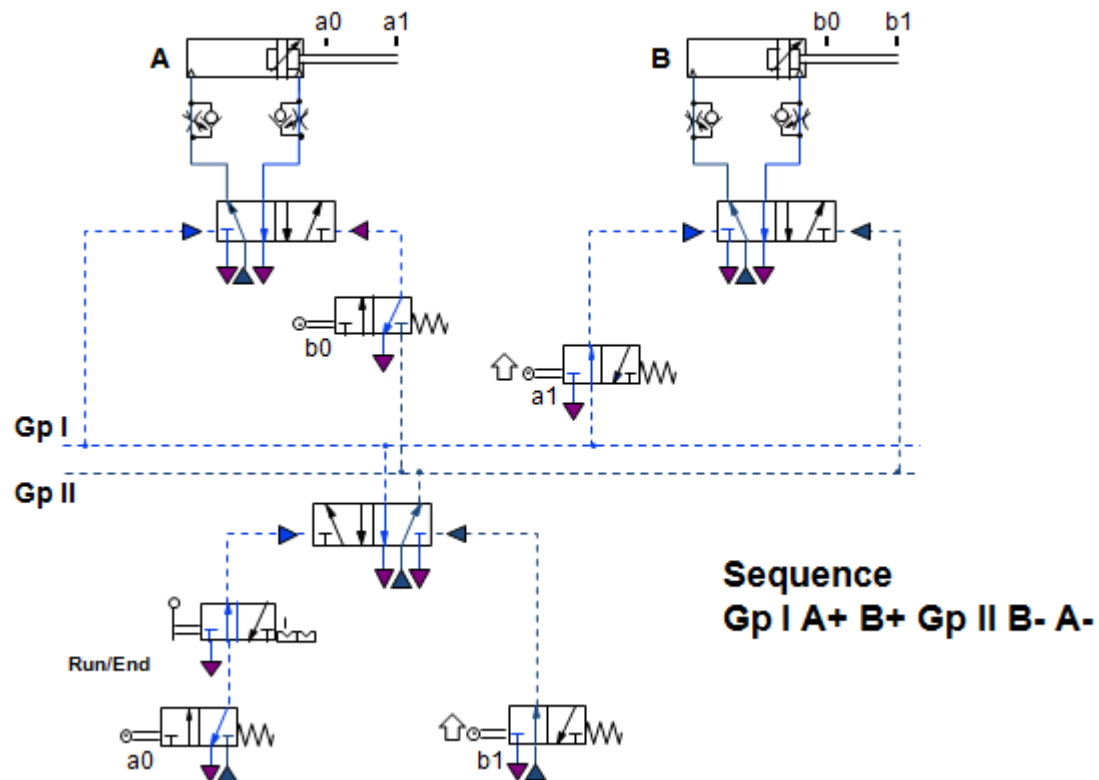 a0 a1
b0 b1
A
B
b0
a1
Gp I
Gp II
Sequence
Gp I A+ B+ Gp II B- A-
Run/End
a0
b1